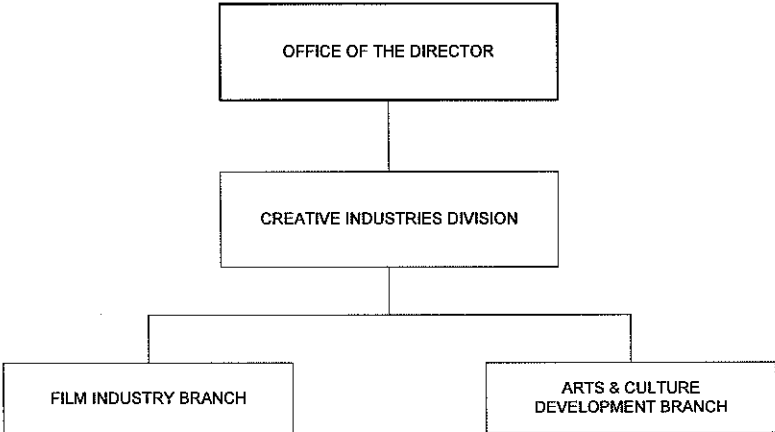 OFFICE OF THE DIRECTOR
CREATIVE INDUSTRIES DIVISION
FILM INDUSTRY BRANCH
ARTS & CULTURE
DEVELOPMENT BRANCH